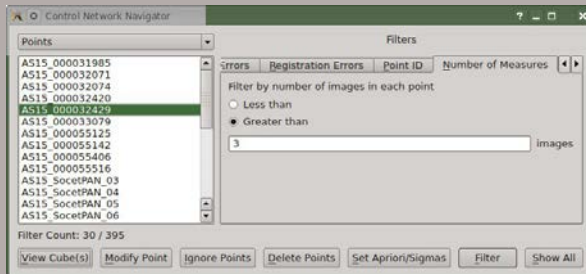 Control Network Navigator
Points
Filters
AS15_000031985
AS15_000032071
AS15_000032074
AS15_000032420
AS15_000032429
AS15_000033079
AS15_000055125
AS15_000055142
AS15_000055406
AS15_000055516
AS15_SocetPAN_03
AS15_SocetPAN_04
AS15_SocetPAN_05
AS15_SocetPAN_06
Errors Registration Errors Point ID Number of Measures
Filter by number of images in each point
Less than
Greater than
3 images
Filter Count: 30 / 395
View Cube(s) Modify Point Ignore Points Delete Points Set Apriori/Sigmas Filter Show All